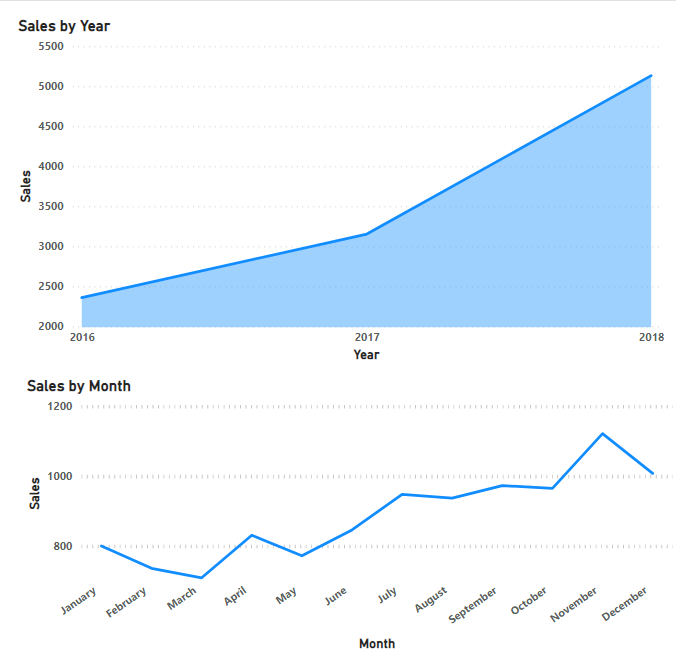 Sales by Year
5500
5000
4500
4000
3500
3000
2500
2000
Sales
2016 2017 2018
Year
Sales by Month
1200
1000
800
Sales
January February March April May June July August September October November December
Month